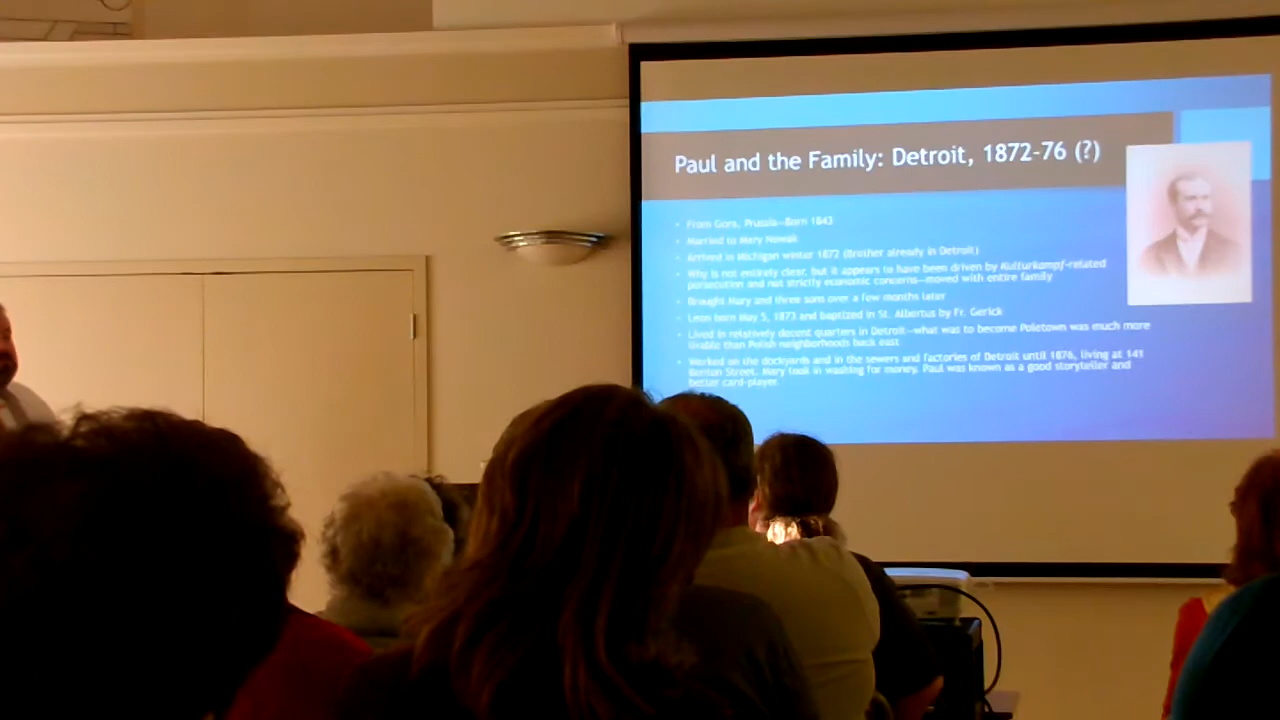 Paul and the Family: Detroit, 1872-76 (?)
From Gora, Prussia—Born 1843
Married to Mary Nowak
Arrived in Michigan winter 1872 (Brother already in Detroit)
Why is not entirely clear, but it appears to have been driven by Kulturkampf-related
persecution and not strictly economic concerns—moved with entire family
Brought Mary and three sons over a few months later
Leon born May 5, 1873 and baptized in St. Albertus by Fr. Gerick
Lived in relatively decent quarters in Detroit—what was to become Poletown was much more
livable than Polish neighborhoods back east
Worked on the dockyards and in the sewers and factories of Detroit until 1876, living at 141
Benton Street. Mary took in washing for money. Paul was known as a good storyteller and
better card-player